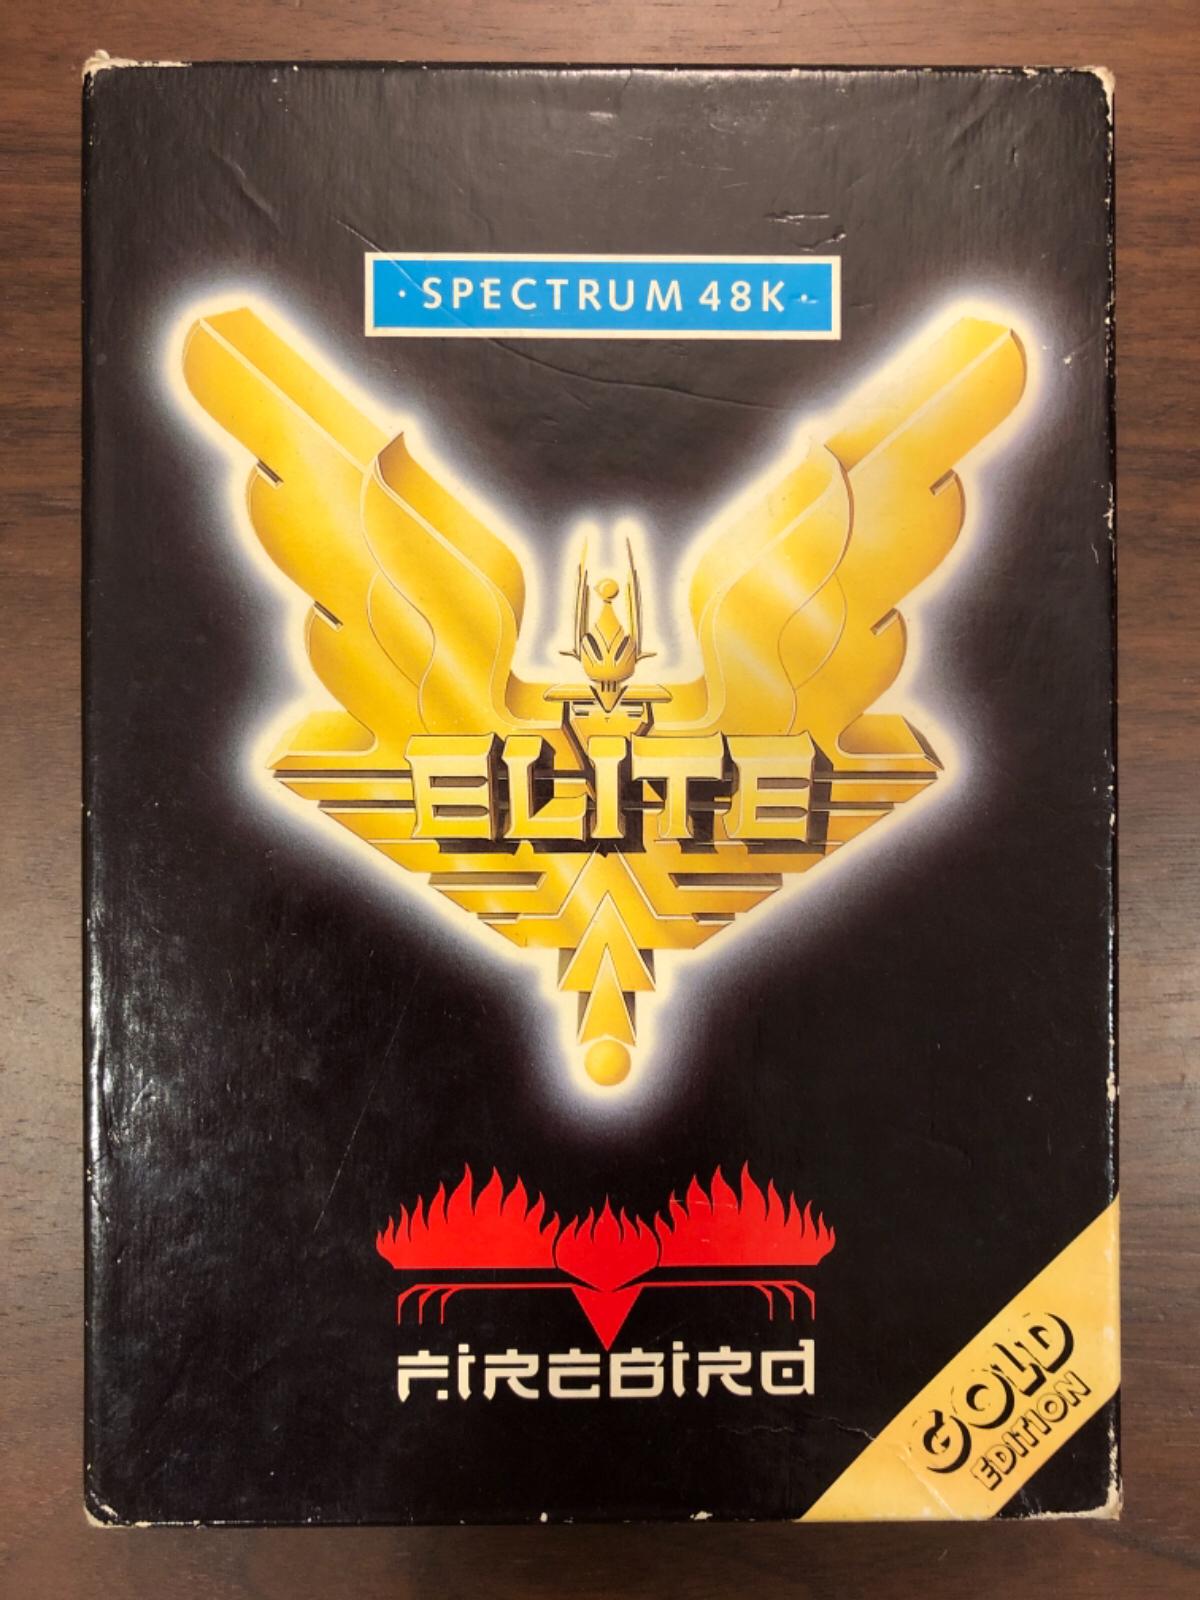 · SPECTRUM 48K ·
ELITE
FIREBIRD
GOLD
EDITION